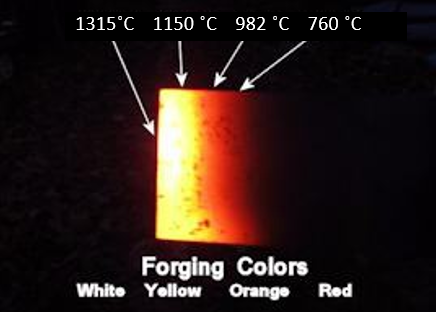 1315°C 1150 °C 982 °C 760 °C
Forging Colors
White Yellow Orange Red